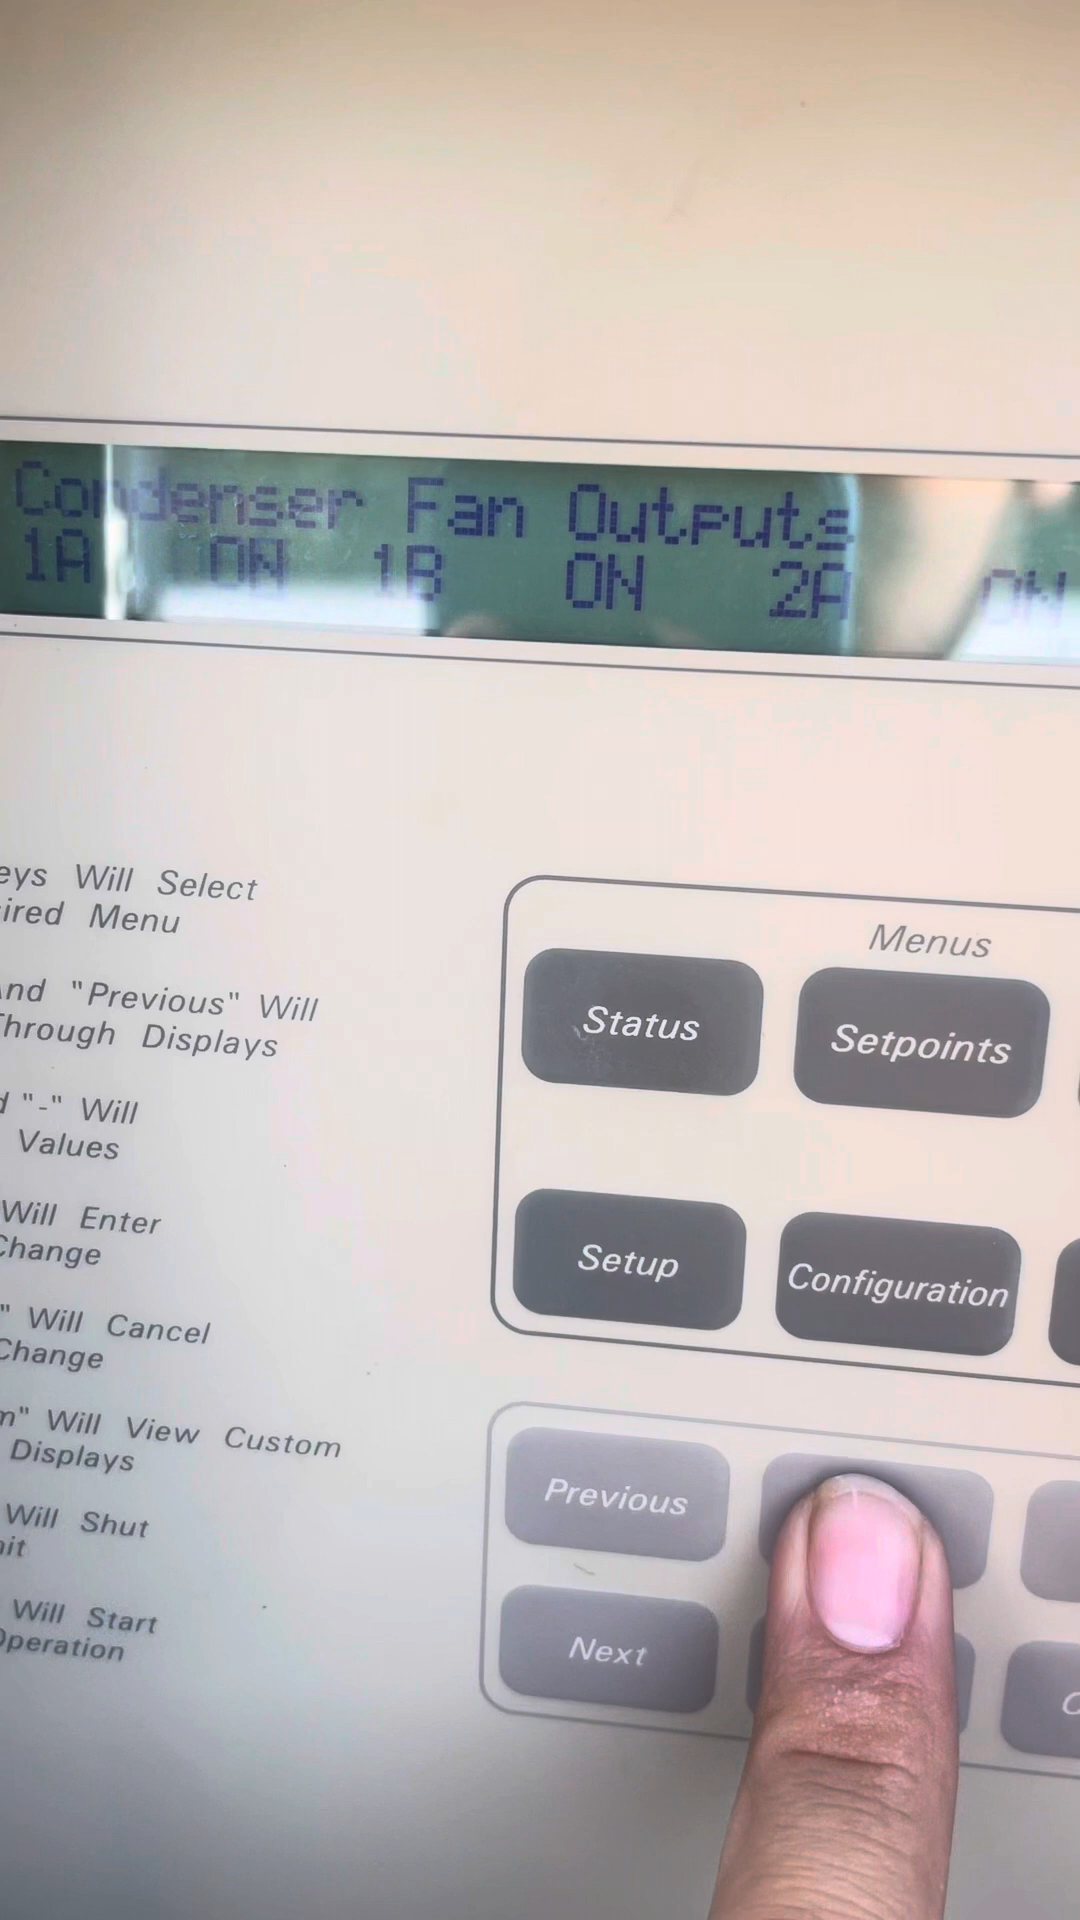 Condenser Fan Outputs
1A ON 1B ON 2A ON
eys Will Select
ired Menu
And "Previous" Will
Through Displays
d "-" Will
Values
Will Enter
Change
" Will Cancel
Change
m" Will View Custom
Displays
Will Shut
nit
Will Start
Operation
Menus
Status Setpoints
Setup Configuration
Previous
Next